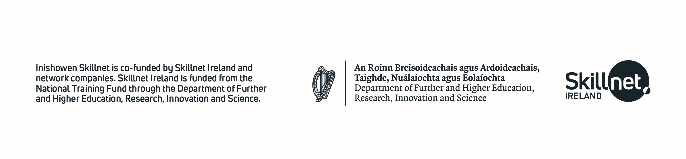 Inishowen Skillnet is co-funded by Skillnet Ireland and
network companies. Skillnet Ireland is funded from the
National Training Fund through the Department of Further
and Higher Education, Research, Innovation and Science.
An Roinn Breisoideachais agus Ardoideachais,
Taighde, Nuálaíochta agus Eolaíochta
Department of Further and Higher Education,
Research, Innovation and Science
Skillnet
IRELAND